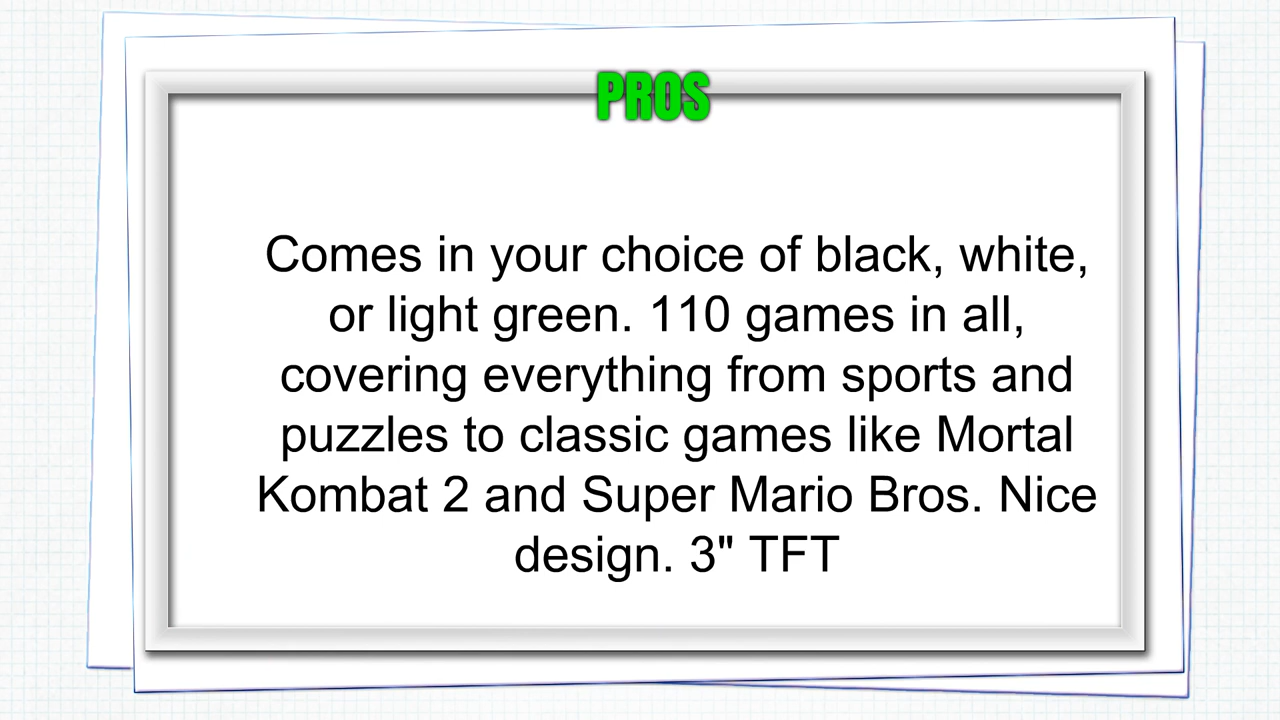 PROS
Comes in your choice of black, white,
or light green. 110 games in all,
covering everything from sports and
puzzles to classic games like Mortal
Kombat 2 and Super Mario Bros. Nice
design. 3" TFT